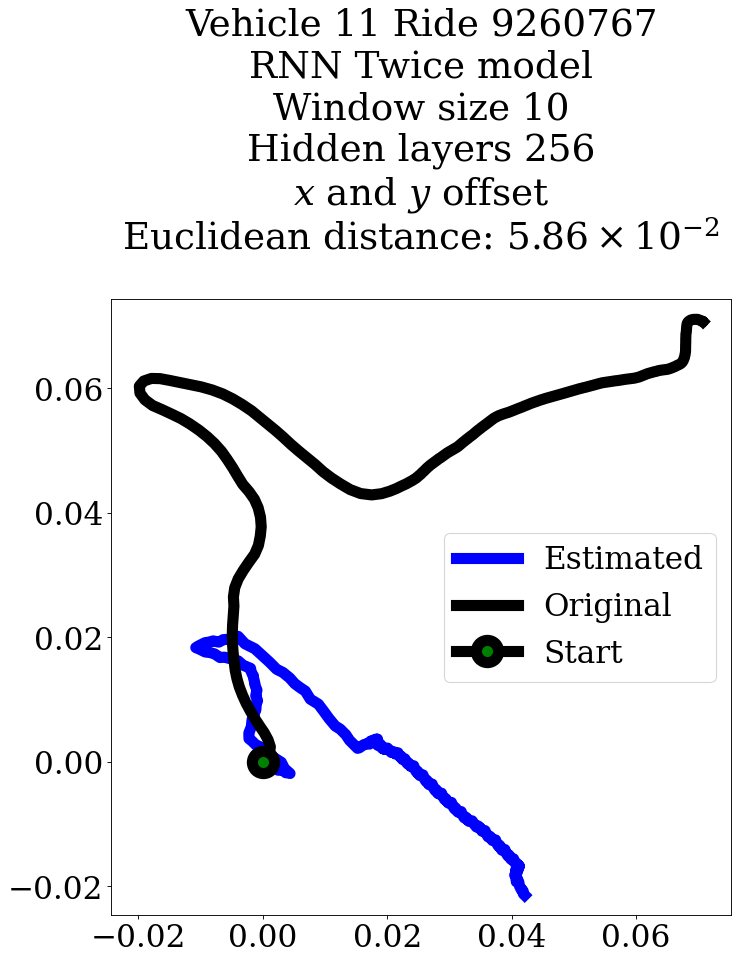 Vehicle 11 Ride 9260767
RNN Twice model
Window size 10
Hidden layers 256
x and y offset
Euclidean distance: 5.86 × 10⁻²
0.06
0.04
0.02
0.00
−0.02
Estimated
Original
Start
−0.02 0.00 0.02 0.04 0.06